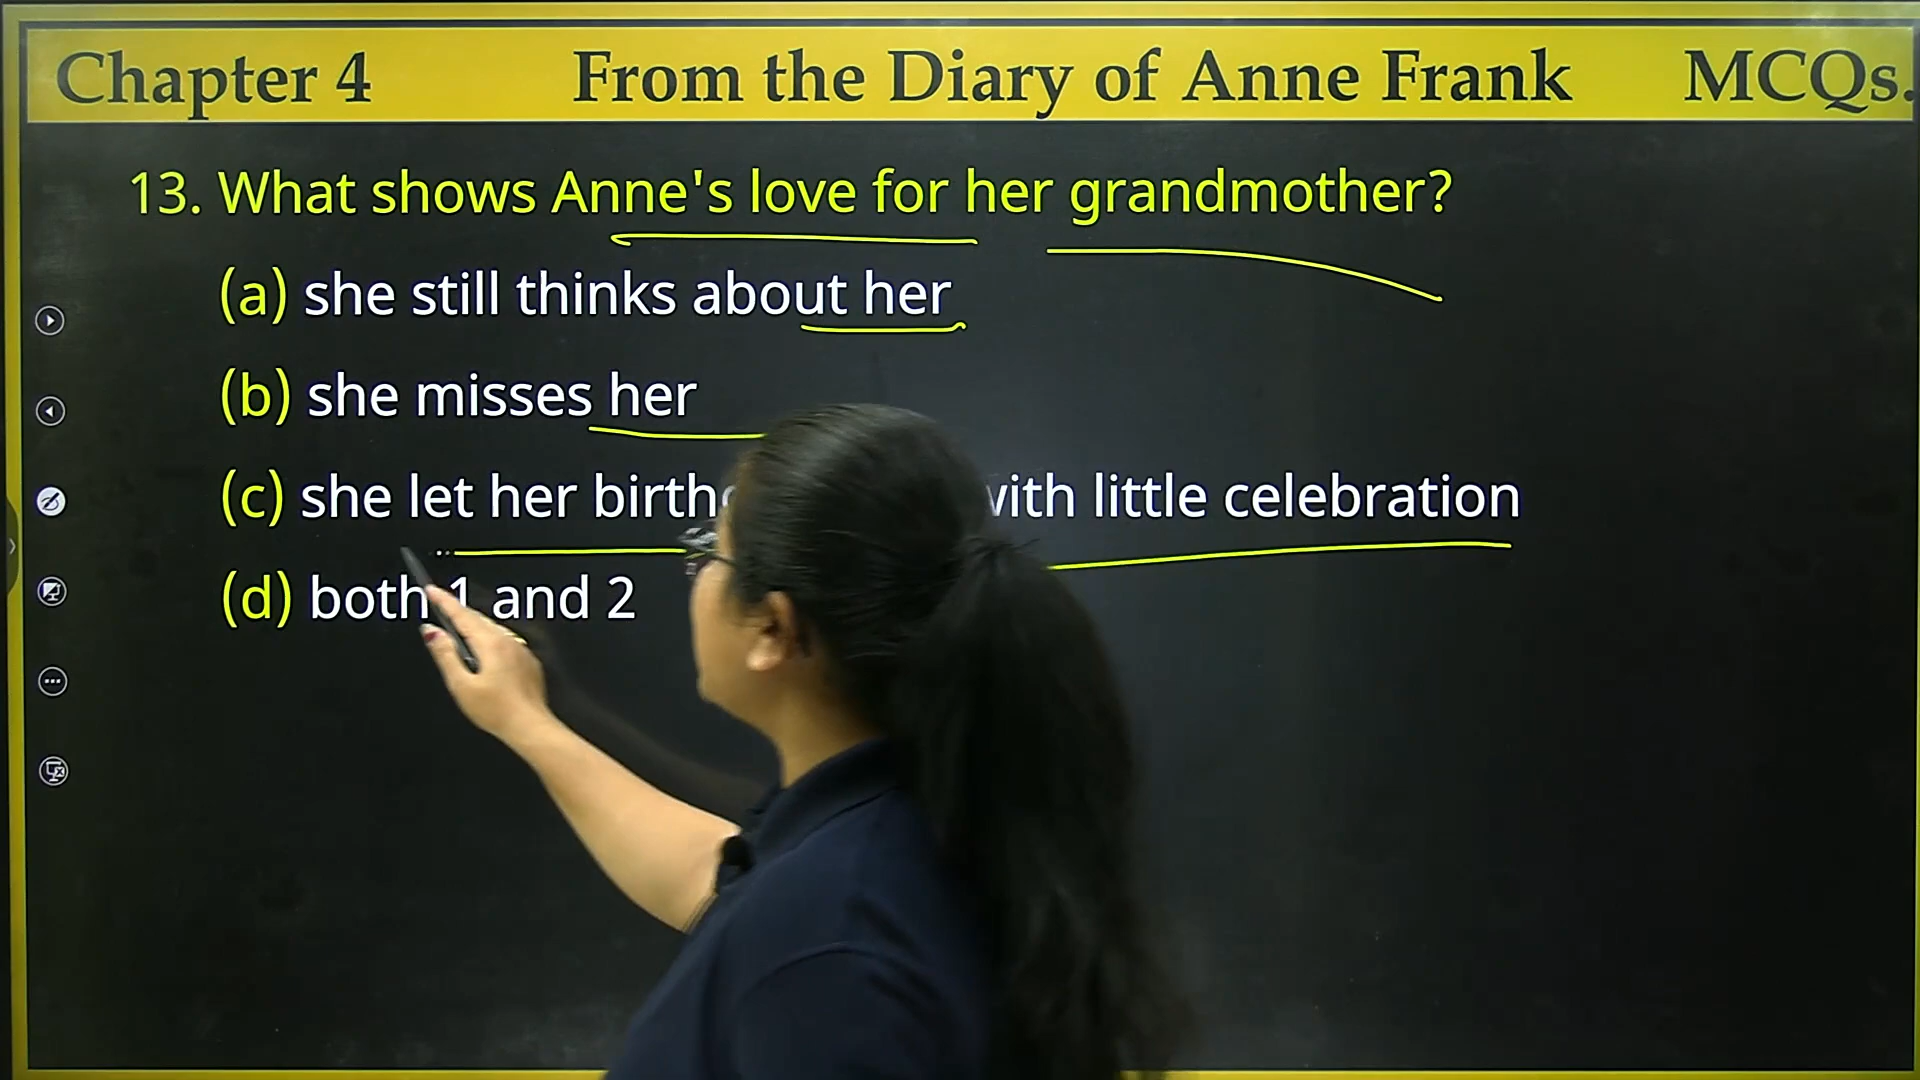 Chapter 4 From the Diary of Anne Frank MCQs.
13. What shows Anne's love for her grandmother?
(a) she still thinks about her
(b) she misses her
(c) she let her with little celebration
(d) both 1 and 2